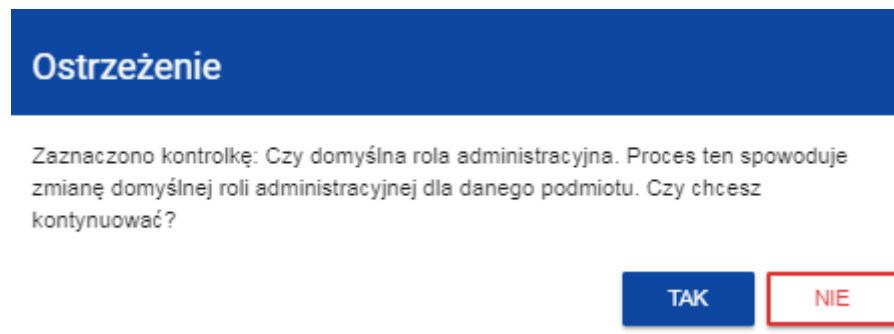 Ostrzeżenie
Zaznaczono kontrolkę: Czy domyślna rola administracyjna. Proces ten spowoduje
zmianę domyślnej roli administracyjnej dla danego podmiotu. Czy chcesz
kontynuować?
TAK NIE